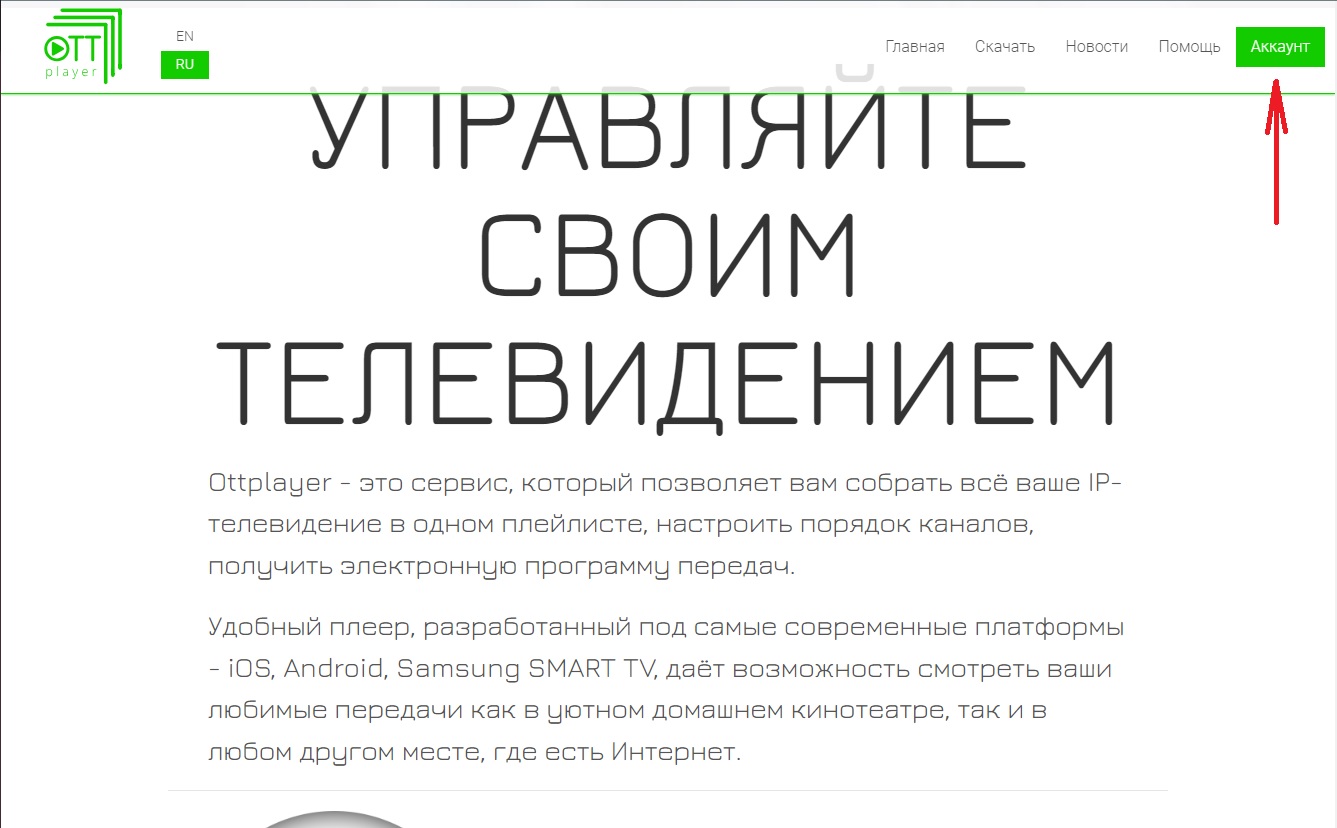 OTT
player
EN
RU
Главная Скачать Новости Помощь Аккаунт
УПРАВЛЯЙТЕ
СВОИМ
ТЕЛЕВИДЕНИЕМ
Ottplayer - это сервис, который позволяет вам собрать всё ваше IP-
телевидение в одном плейлисте, настроить порядок каналов,
получить электронную программу передач.
Удобный плеер, разработанный под самые современные платформы
- iOS, Android, Samsung SMART TV, даёт возможность смотреть ваши
любимые передачи как в уютном домашнем кинотеатре, так и в
любом другом месте, где есть Интернет.